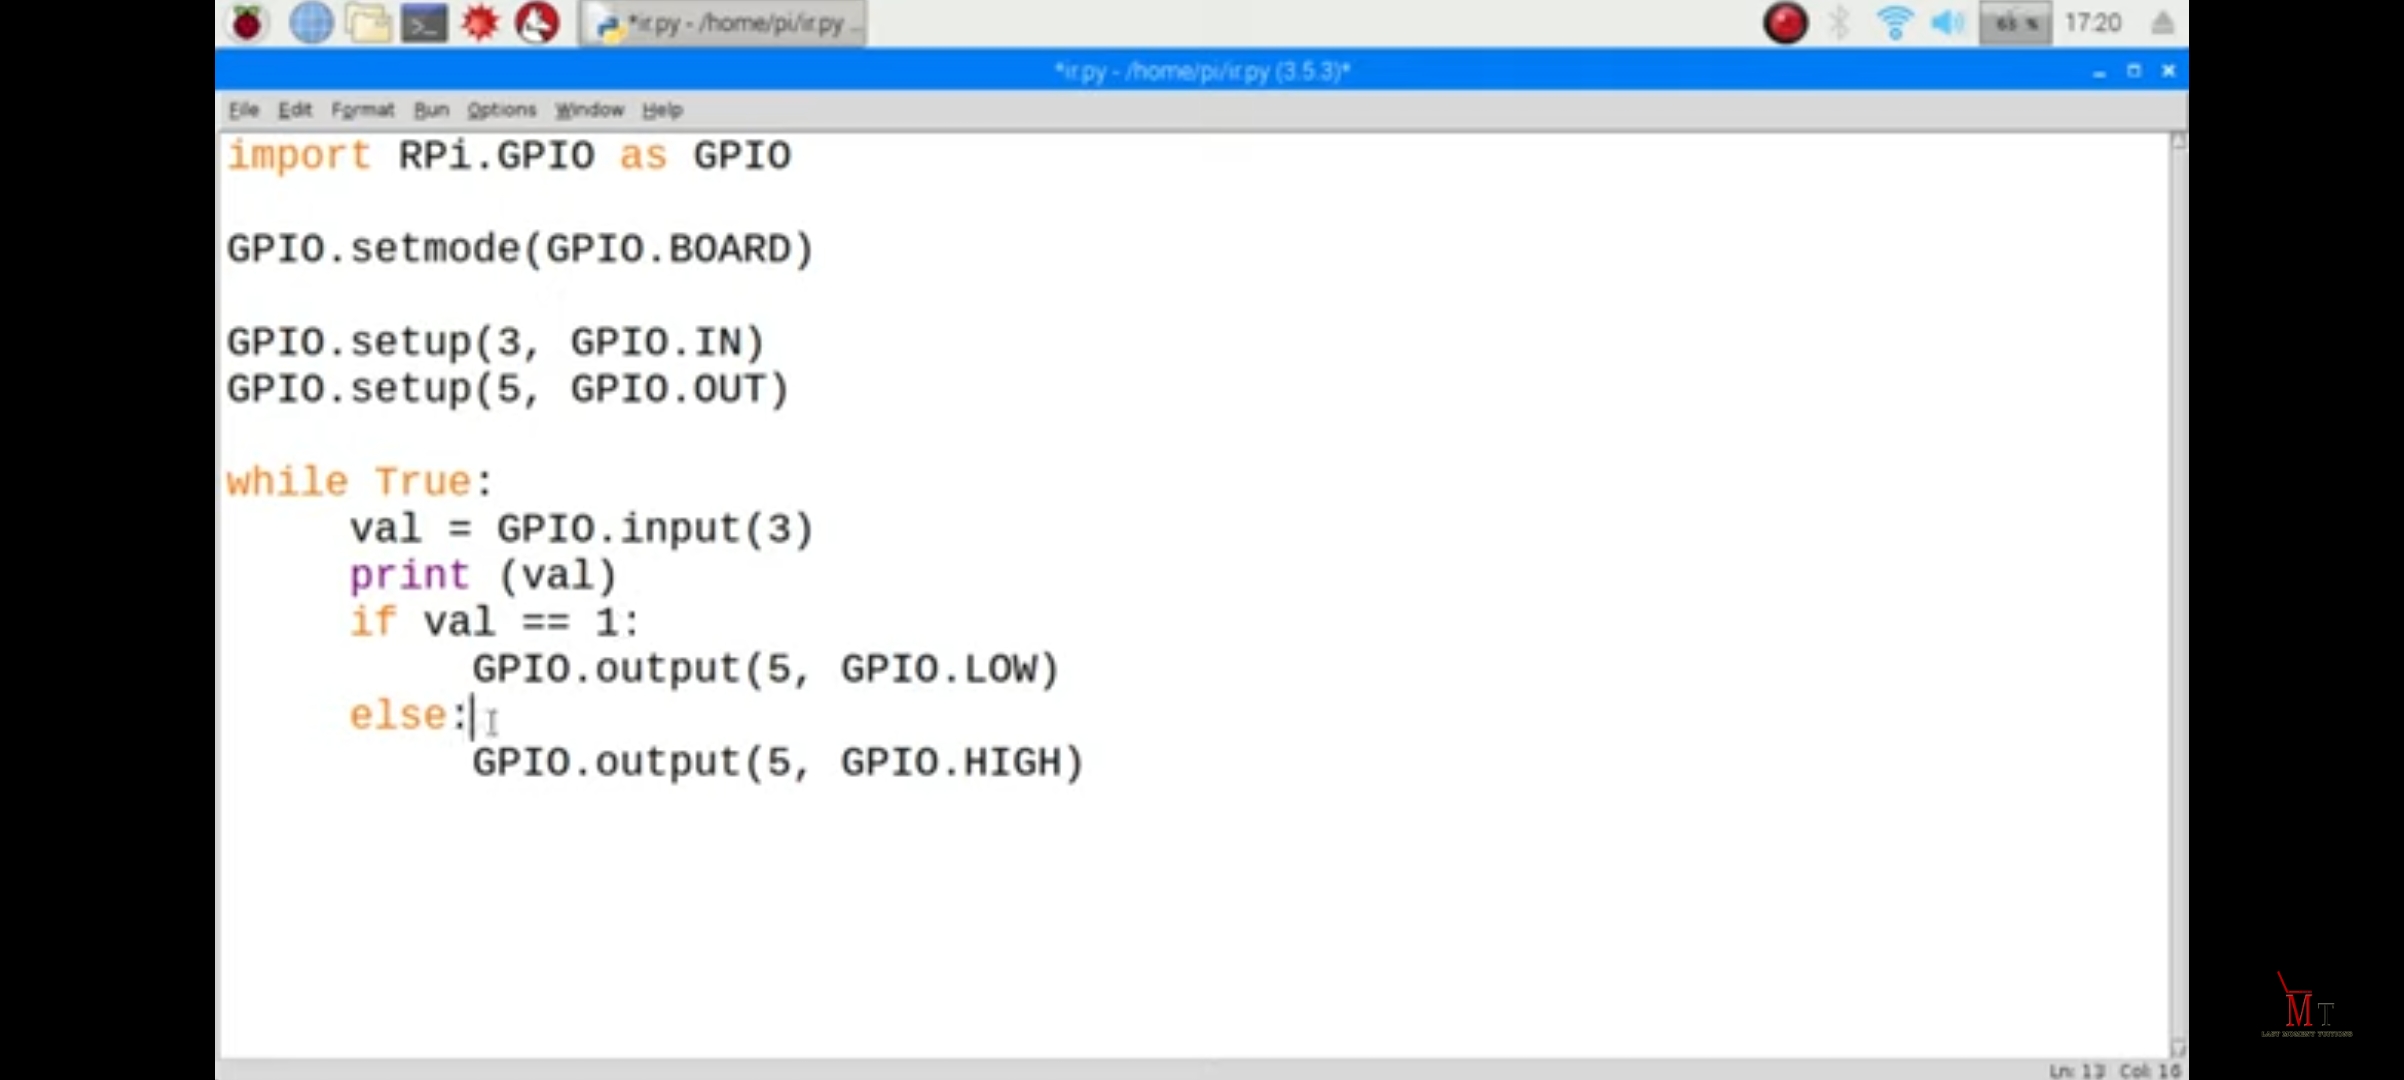 *ir.py - /home/pi/ir.py ...
65 %
17:20
*ir.py - /home/pi/ir.py (3.5.3)*
File Edit Format Run Options Window Help
import RPi.GPIO as GPIO
GPIO.setmode(GPIO.BOARD)
GPIO.setup(3, GPIO.IN)
GPIO.setup(5, GPIO.OUT)
while True:
val = GPIO.input(3)
print (val)
if val == 1:
GPIO.output(5, GPIO.LOW)
else:
GPIO.output(5, GPIO.HIGH)
MT
LAST MOMENT TUITIONS
Ln: 13 Col: 16